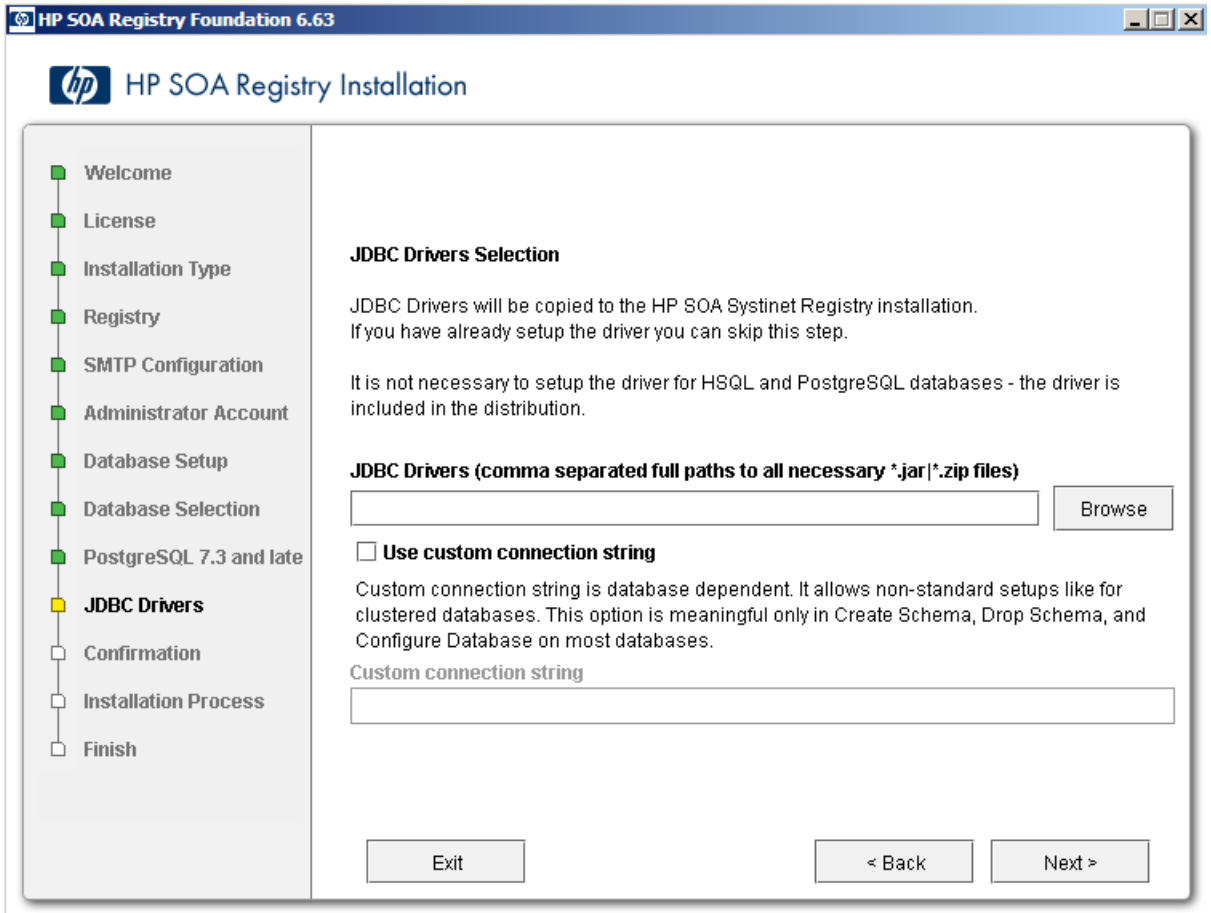 HP SOA Registry Foundation 6.63
hp HP SOA Registry Installation
Welcome
License
Installation Type
Registry
SMTP Configuration
Administrator Account
Database Setup
Database Selection
PostgreSQL 7.3 and late
JDBC Drivers
Confirmation
Installation Process
Finish
JDBC Drivers Selection
JDBC Drivers will be copied to the HP SOA Systinet Registry installation.
If you have already setup the driver you can skip this step.
It is not necessary to setup the driver for HSQL and PostgreSQL databases - the driver is
included in the distribution.
JDBC Drivers (comma separated full paths to all necessary *.jar|*.zip files)
Browse
Use custom connection string
Custom connection string is database dependent. It allows non-standard setups like for
clustered databases. This option is meaningful only in Create Schema, Drop Schema, and
Configure Database on most databases.
Custom connection string
Exit
< Back
Next >